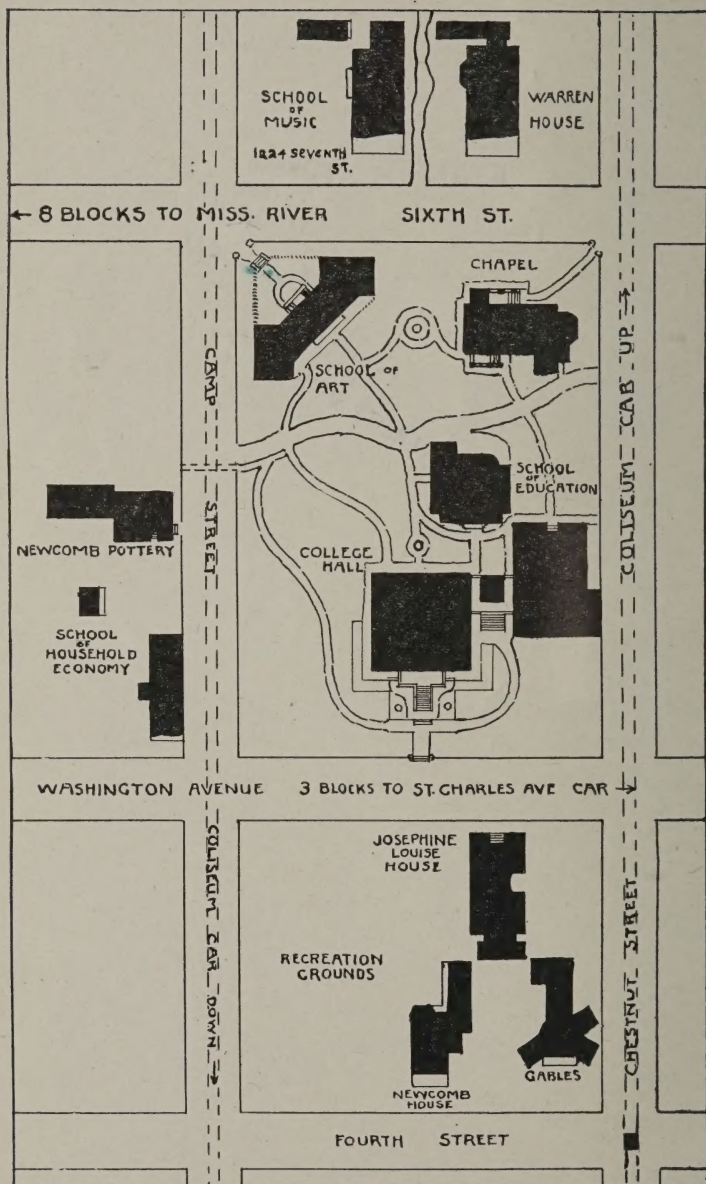 SCHOOL
OF
MUSIC
1224 SEVENTH
ST.
WARREN
HOUSE
← 8 BLOCKS TO MISS. RIVER
SIXTH ST.
CHAPEL
SCHOOL OF
ART
CAMP STREET
COLISEUM CAR UP →
SCHOOL
OF
EDUCATION
NEWCOMB POTTERY
COLLEGE
HALL
SCHOOL
OF
HOUSEHOLD
ECONOMY
WASHINGTON AVENUE
3 BLOCKS TO ST. CHARLES AVE CAR →
JOSEPHINE
LOUISE
HOUSE
COLISEUM CAR DOWN →
CHESTNUT STREET
RECREATION
GROUNDS
GABLES
NEWCOMB
HOUSE
FOURTH STREET